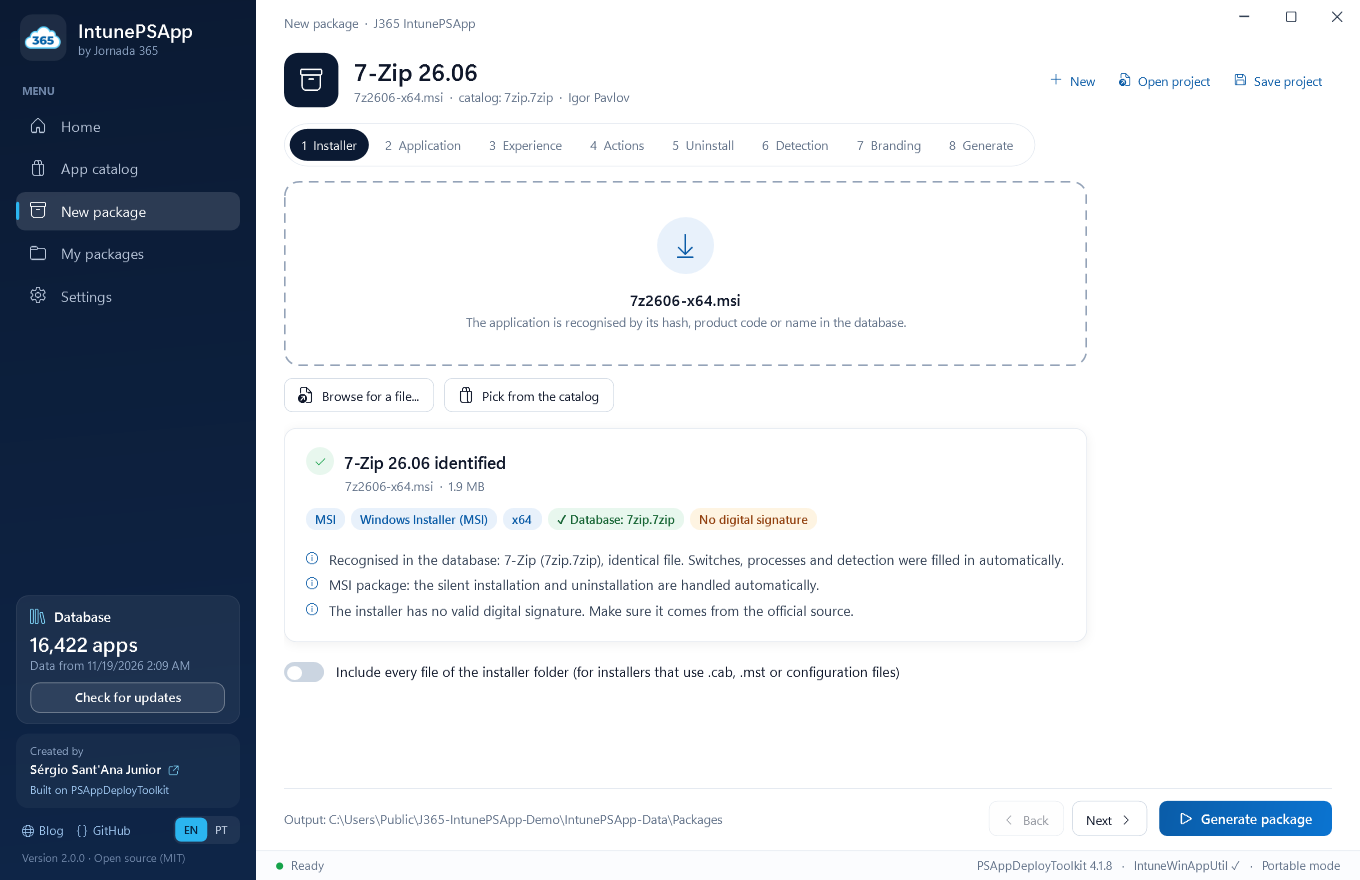 365
IntunePSApp
by Jornada 365
MENU
Home
App catalog
New package
My packages
Settings
Database
16,422 apps
Data from 11/19/2026 2:09 AM
Check for updates
Created by
Sérgio Sant'Ana Junior
Built on PSAppDeployToolkit
Blog
{ } GitHub
EN
PT
Version 2.0.0 · Open source (MIT)
New package · J365 IntunePSApp
7-Zip 26.06
7z2606-x64.msi · catalog: 7zip.7zip · Igor Pavlov
New
Open project
Save project
1 Installer
2 Application
3 Experience
4 Actions
5 Uninstall
6 Detection
7 Branding
8 Generate
7z2606-x64.msi
The application is recognised by its hash, product code or name in the database.
Browse for a file...
Pick from the catalog
7-Zip 26.06 identified
7z2606-x64.msi · 1.9 MB
MSI
Windows Installer (MSI)
x64
✓ Database: 7zip.7zip
No digital signature
Recognised in the database: 7-Zip (7zip.7zip), identical file. Switches, processes and detection were filled in automatically.
MSI package: the silent installation and uninstallation are handled automatically.
The installer has no valid digital signature. Make sure it comes from the official source.
Include every file of the installer folder (for installers that use .cab, .mst or configuration files)
Output: C:\Users\Public\J365-IntunePSApp-Demo\IntunePSApp-Data\Packages
Back
Next
Generate package
Ready
PSAppDeployToolkit 4.1.8 · IntuneWinAppUtil ✓ · Portable mode